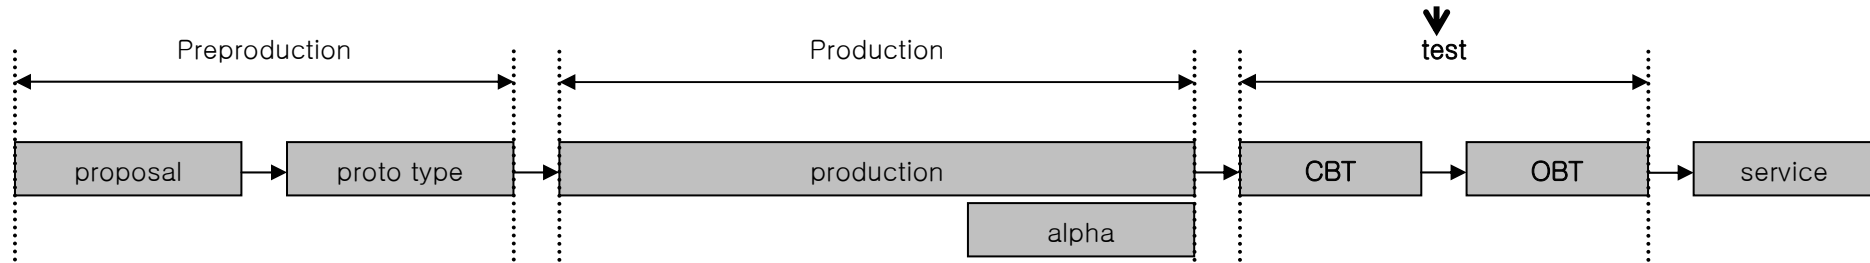 Preproduction
Production
test
proposal
proto type
production
CBT
OBT
service
alpha